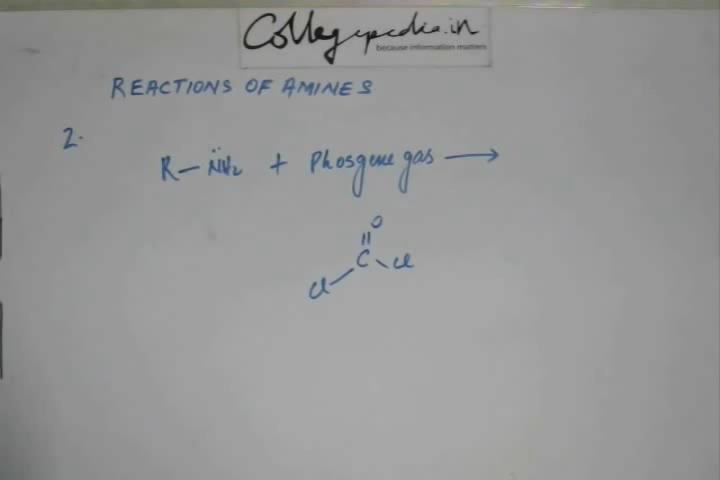 Collegepedia.in
because information matters
REACTIONS OF AMINES
2.
R–N̈H₂ + Phosgene gas ⟶
O
||
C
Cl Cl